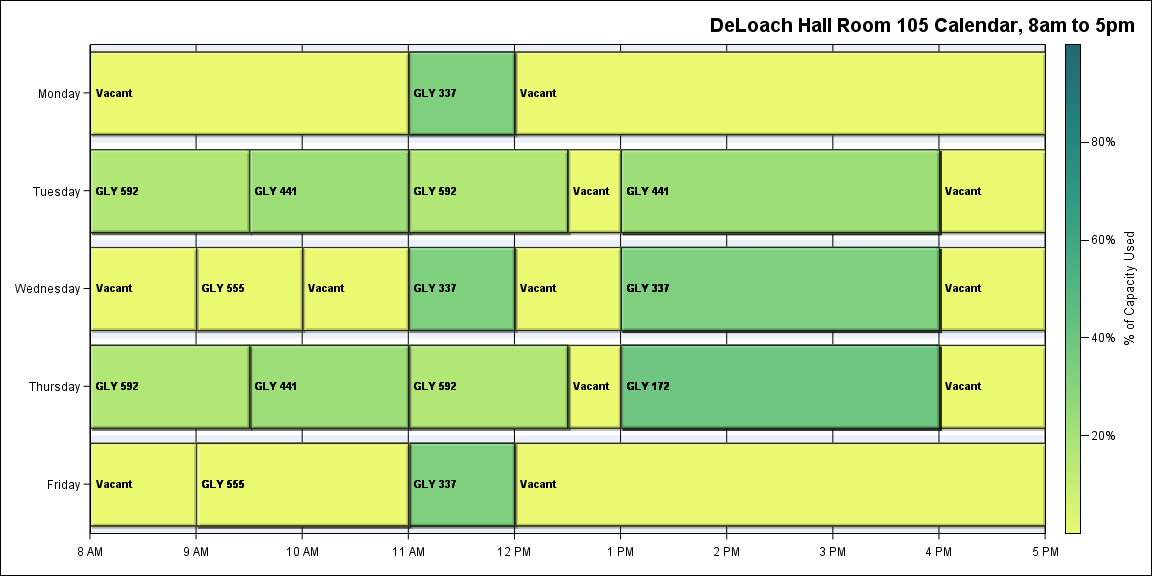 DeLoach Hall Room 105 Calendar, 8am to 5pm
Monday
Vacant
GLY 337
Vacant
Tuesday
GLY 592
GLY 441
GLY 592
Vacant
GLY 441
Vacant
Wednesday
Vacant
GLY 555
Vacant
GLY 337
Vacant
GLY 337
Vacant
Thursday
GLY 592
GLY 441
GLY 592
Vacant
GLY 172
Vacant
Friday
Vacant
GLY 555
GLY 337
Vacant
8 AM
9 AM
10 AM
11 AM
12 PM
1 PM
2 PM
3 PM
4 PM
5 PM
80%
60%
40%
20%
% of Capacity Used